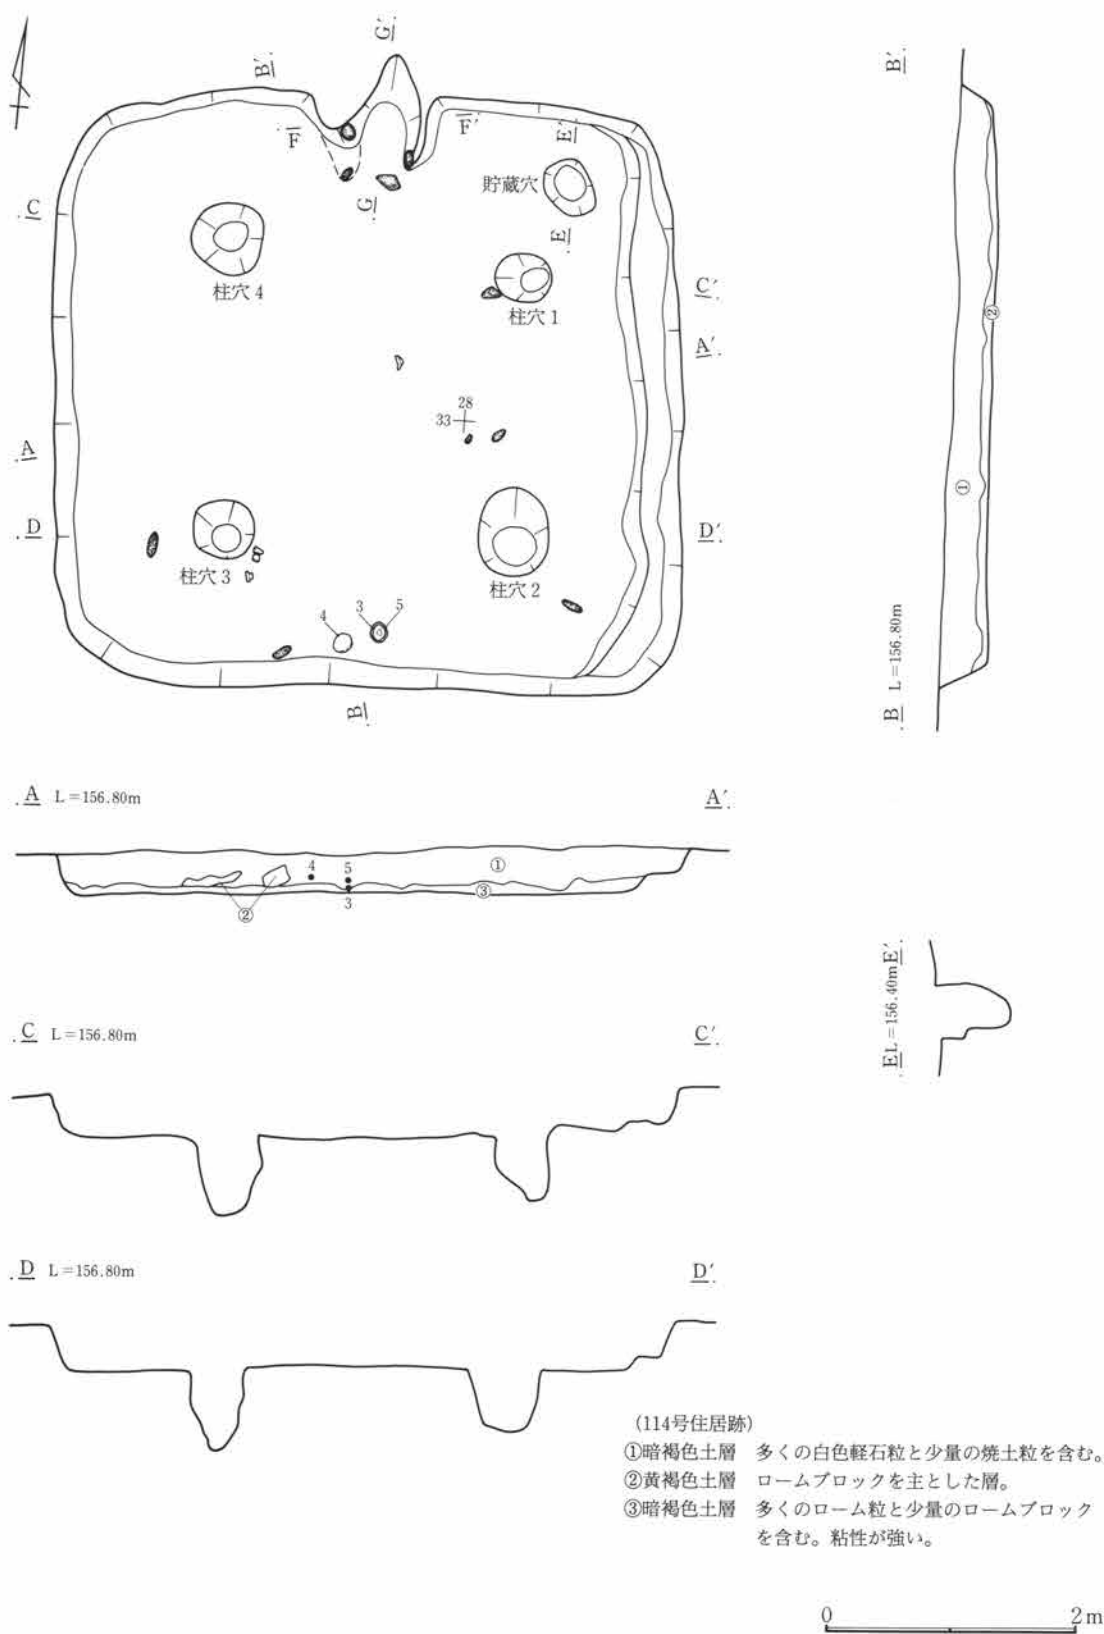 G′.
B′.
F
F′
E′.
貯蔵穴
G
E
.C
C′.
柱穴4
柱穴1
A′.
28
33
.A
.D
D′.
柱穴3
柱穴2
4
3
5
B
B′.
②
①
.B L=156.80m
.A L=156.80m
A′.
4
5
①
③
②
3
.E L=156.40m E′.
.C L=156.80m
C′.
.D L=156.80m
D′.
(114号住居跡)
①暗褐色土層 多くの白色軽石粒と少量の焼土粒を含む。
②黄褐色土層 ロームブロックを主とした層。
③暗褐色土層 多くのローム粒と少量のロームブロック
を含む。粘性が強い。
0 2m